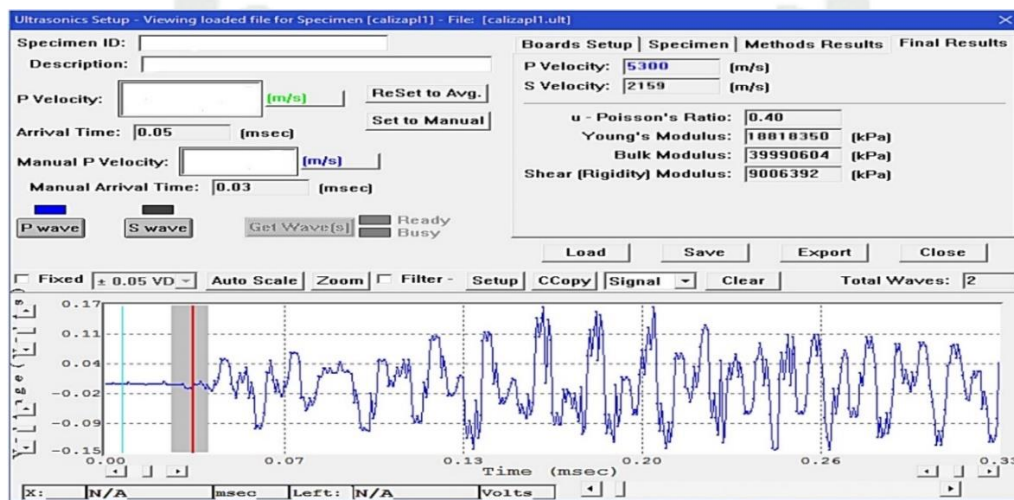 Ultrasonics Setup - Viewing loaded file for Specimen [calizapl1] - File: [calizapl1.ult]
Specimen ID:
Description:
P Velocity: (m/s) ReSet to Avg.
Set to Manual
Arrival Time: 0.05 (msec)
Manual P Velocity: (m/s)
Manual Arrival Time: 0.03 (msec)
P wave S wave Get Wave(s) Ready
Busy
Boards Setup Specimen Methods Results Final Results
P Velocity: 5300 (m/s)
S Velocity: 2159 (m/s)
u - Poisson's Ratio: 0.40
Young's Modulus: 18818350 (kPa)
Bulk Modulus: 39990604 (kPa)
Shear (Rigidity) Modulus: 9006392 (kPa)
Load Save Export Close
Fixed ± 0.05 VD Auto Scale Zoom Filter - Setup CCopy Signal Clear Total Waves: 2
0.17
0.11
0.04
-0.02
-0.09
-0.15
0.00 0.07 0.13 0.20 0.26 0.33
Time (msec)
X: N/A msec Left: N/A Volts